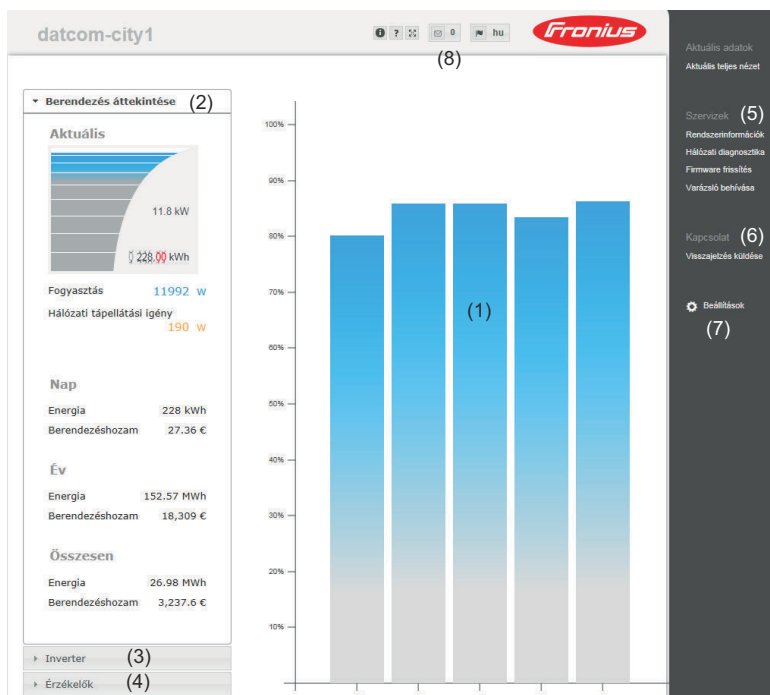 datcom-city1
i ? 0 hu
Fronius
(8)
Berendezés áttekintése (2)
Aktuális
11.8 kW
228.00 kWh
Fogyasztás 11992 W
Hálózati tápellátási igény
190 W
Nap
Energia 228 kWh
Berendezéshozam 27.36 €
Év
Energia 152.57 MWh
Berendezéshozam 18,309 €
Összesen
Energia 26.98 MWh
Berendezéshozam 3,237.6 €
Inverter (3)
Érzékelők (4)
100%
90%
80%
70%
60%
50%
40%
30%
20%
10%
(1)
Aktuális adatok
Aktuális teljes nézet
Szervizek (5)
Rendszerinformációk
Hálózati diagnosztika
Firmware frissítés
Varázsló behívása
Kapcsolat (6)
Visszajelzés küldése
Beállítások
(7)